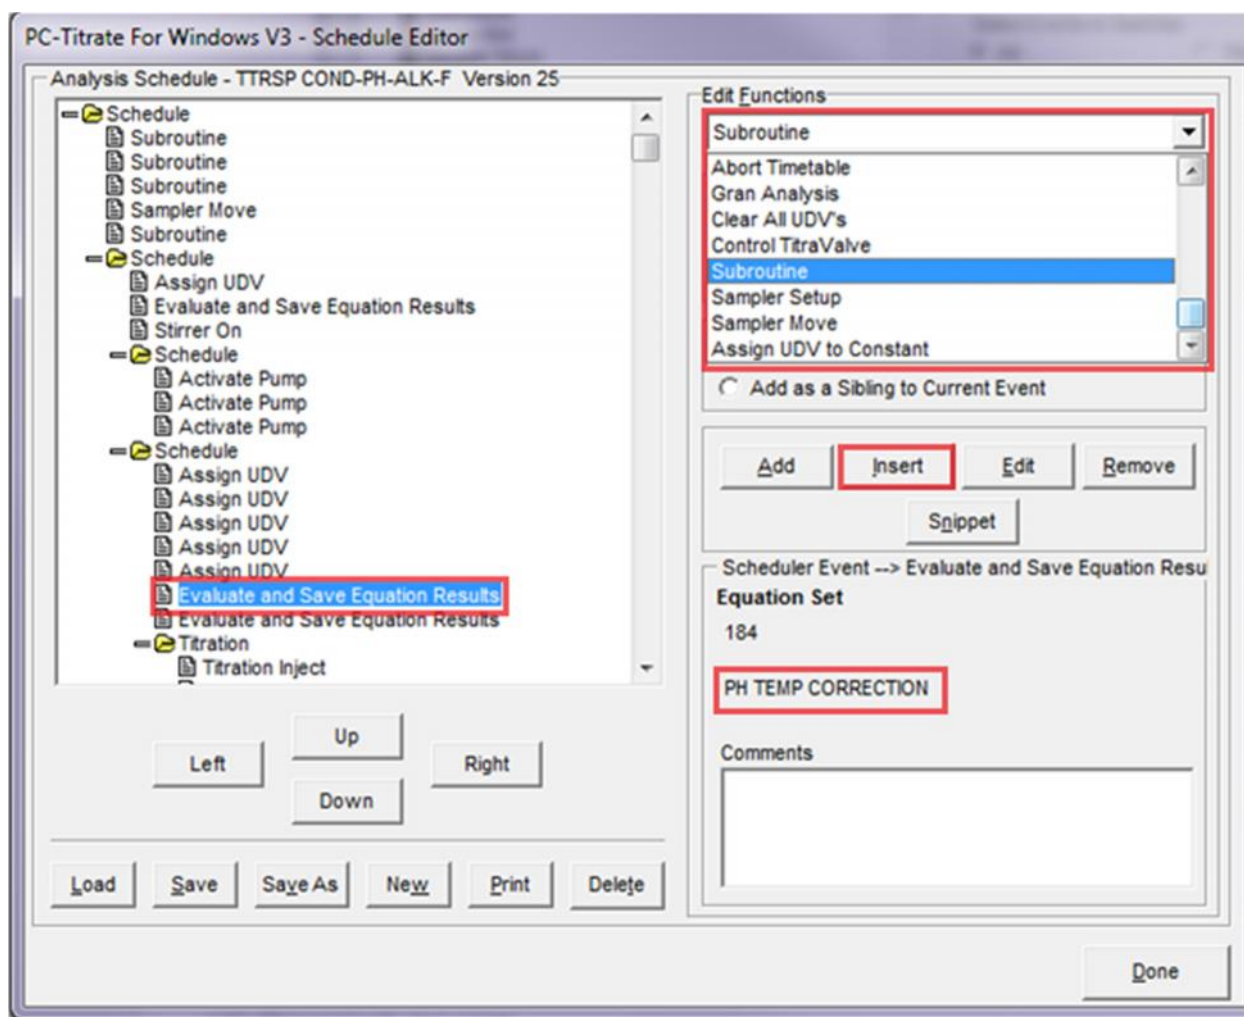 PC-Titrate For Windows V3 - Schedule Editor
Analysis Schedule - TTRSP COND-PH-ALK-F Version 25
Schedule
Subroutine
Subroutine
Subroutine
Sampler Move
Subroutine
Schedule
Assign UDV
Evaluate and Save Equation Results
Stirrer On
Schedule
Activate Pump
Activate Pump
Activate Pump
Schedule
Assign UDV
Assign UDV
Assign UDV
Assign UDV
Assign UDV
Evaluate and Save Equation Results
Evaluate and Save Equation Results
Titration
Titration Inject
Left
Up
Down
Right
Load
Save
Save As
New
Print
Delete
Edit Functions
Subroutine
Abort Timetable
Gran Analysis
Clear All UDV's
Control TitraValve
Subroutine
Sampler Setup
Sampler Move
Assign UDV to Constant
Add as a Sibling to Current Event
Add
Insert
Edit
Remove
Snippet
Scheduler Event --> Evaluate and Save Equation Resu
Equation Set
184
PH TEMP CORRECTION
Comments
Done